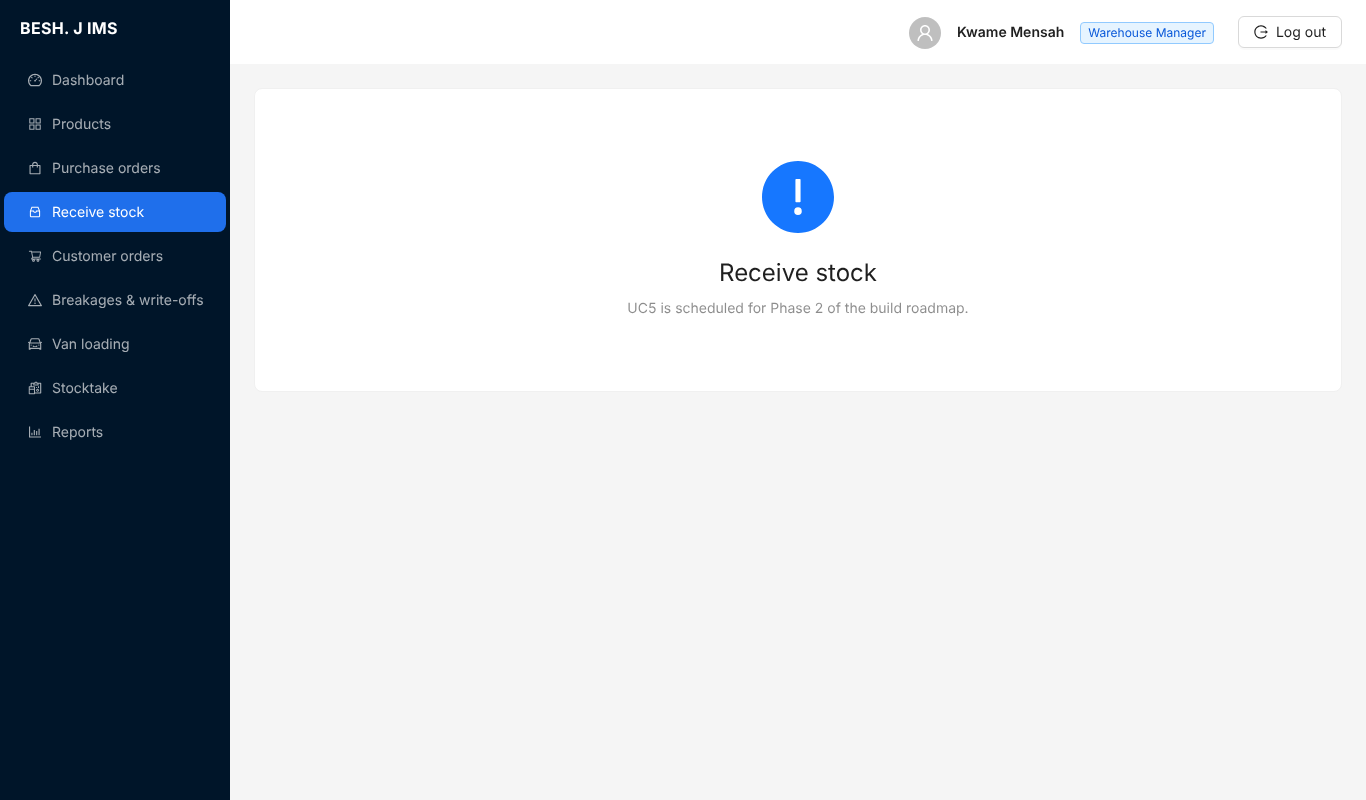 BESH. J IMS
Kwame Mensah
Warehouse Manager
Log out
Dashboard
Products
Purchase orders
Receive stock
Customer orders
Breakages & write-offs
Van loading
Stocktake
Reports
Receive stock
UC5 is scheduled for Phase 2 of the build roadmap.